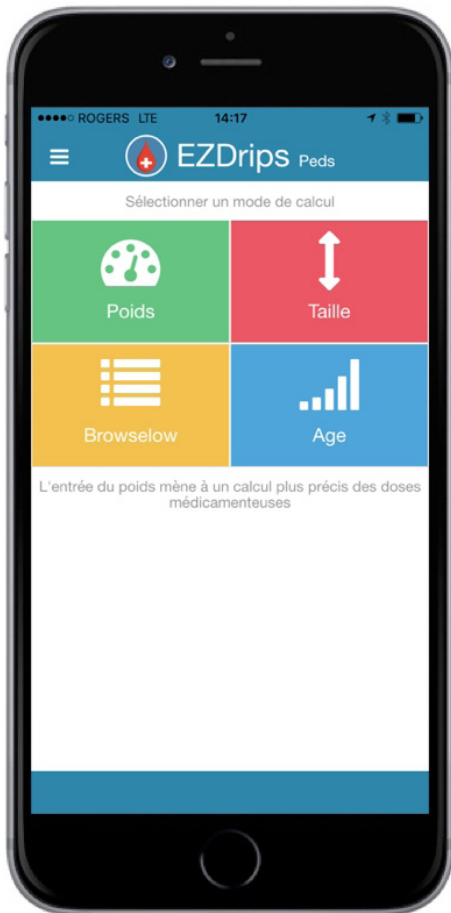 ROGERS LTE 14:17
EZDrips Peds
Sélectionner un mode de calcul
Poids Taille
Browselow Age
L'entrée du poids mène à un calcul plus précis des doses
médicamenteuses